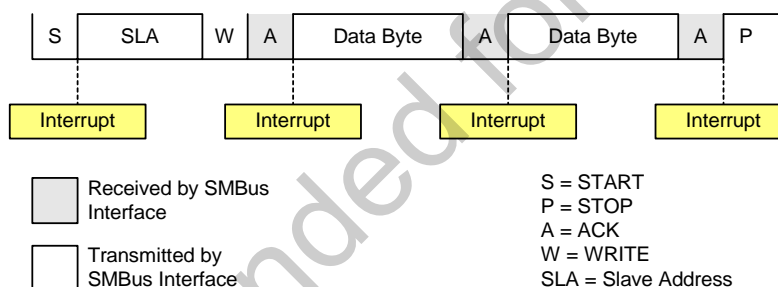 S SLA W A Data Byte A Data Byte A P
Interrupt Interrupt Interrupt Interrupt
Received by SMBus
Interface
Transmitted by
SMBus Interface
S = START
P = STOP
A = ACK
W = WRITE
SLA = Slave Address